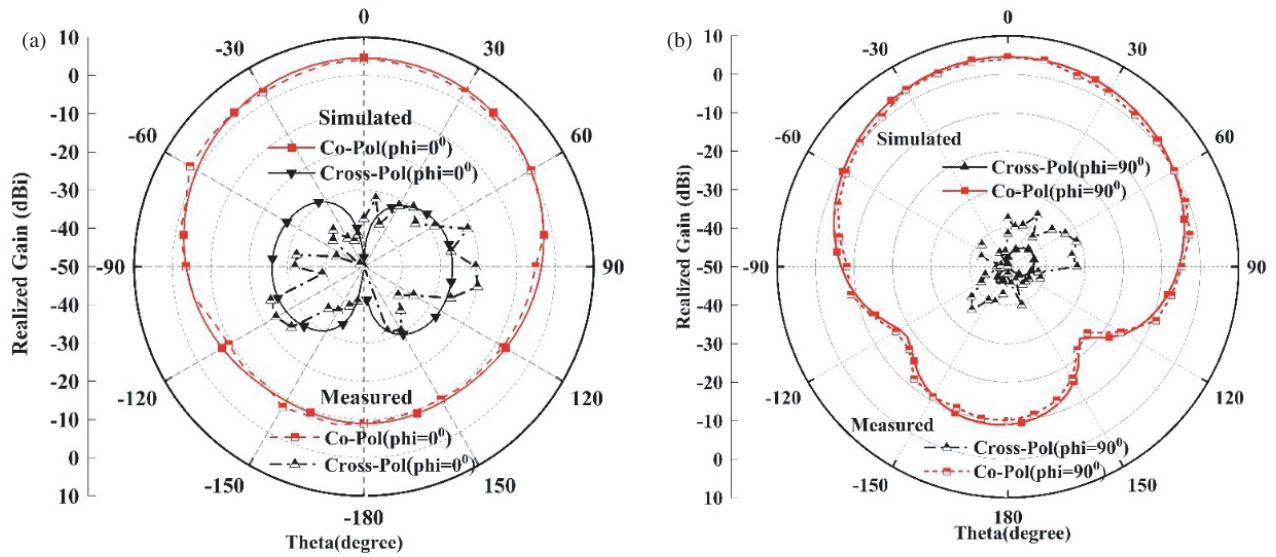 (a)
0
-30
30
-60
60
-90
90
-120
120
-150
150
-180
10
0
-10
-20
-30
-40
-50
-40
-30
-20
-10
0
10
Realized Gain (dBi)
Simulated
Co-Pol(phi=0⁰)
Cross-Pol(phi=0⁰)
Measured
Co-Pol(phi=0⁰)
Cross-Pol(phi=0⁰)
Theta(degree)
(b)
0
-30
30
-60
60
-90
90
-120
120
-150
150
180
10
0
-10
-20
-30
-40
-50
-40
-30
-20
-10
0
10
Realized Gain (dBi)
Simulated
Cross-Pol(phi=90⁰)
Co-Pol(phi=90⁰)
Measured
Cross-Pol(phi=90⁰)
Co-Pol(phi=90⁰)
Theta(degree)